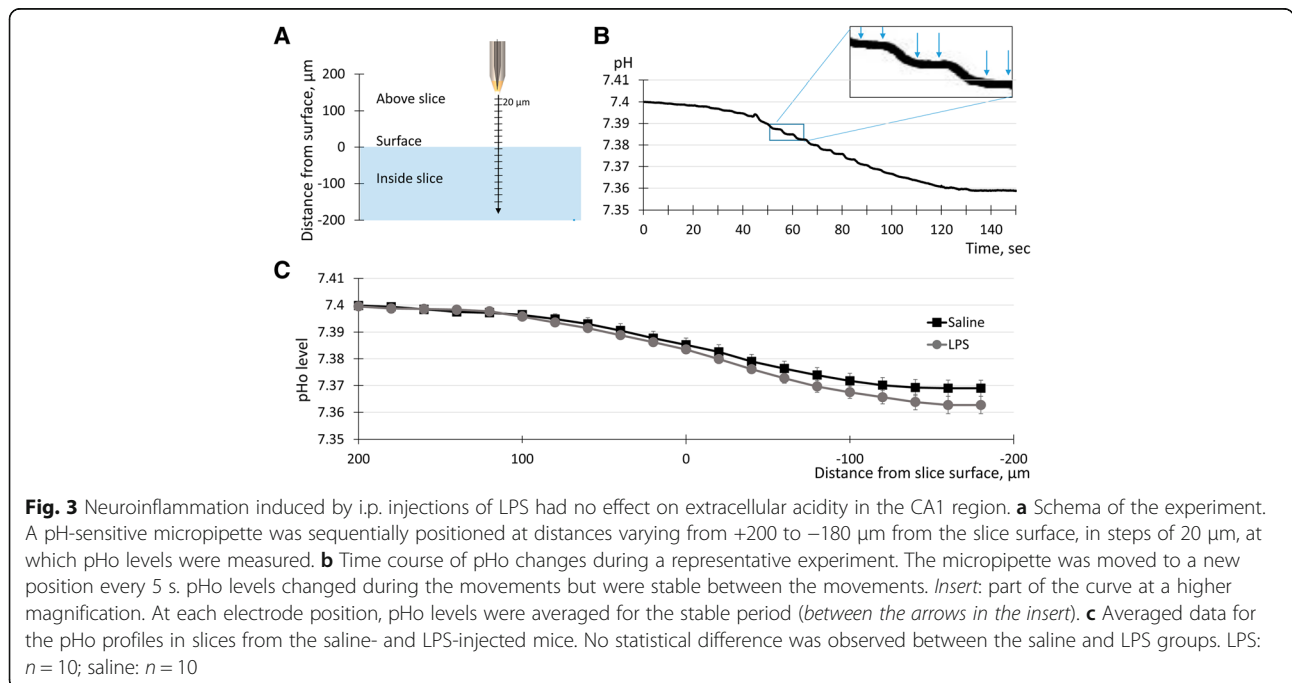 A
Distance from surface, µm
200
100
0
-100
-200
Above slice
Surface
Inside slice
20 µm
B
pH
7.41
7.4
7.39
7.38
7.37
7.36
7.35
0 20 40 60 80 100 120 140
Time, sec
C
pHo level
7.41
7.4
7.39
7.38
7.37
7.36
7.35
Saline
LPS
200 100 0 -100 -200
Distance from slice surface, µm
Fig. 3 Neuroinflammation induced by i.p. injections of LPS had no effect on extracellular acidity in the CA1 region. a Schema of the experiment.
A pH-sensitive micropipette was sequentially positioned at distances varying from +200 to −180 μm from the slice surface, in steps of 20 μm, at
which pHo levels were measured. b Time course of pHo changes during a representative experiment. The micropipette was moved to a new
position every 5 s. pHo levels changed during the movements but were stable between the movements. Insert: part of the curve at a higher
magnification. At each electrode position, pHo levels were averaged for the stable period (between the arrows in the insert). c Averaged data for
the pHo profiles in slices from the saline- and LPS-injected mice. No statistical difference was observed between the saline and LPS groups. LPS:
n = 10; saline: n = 10